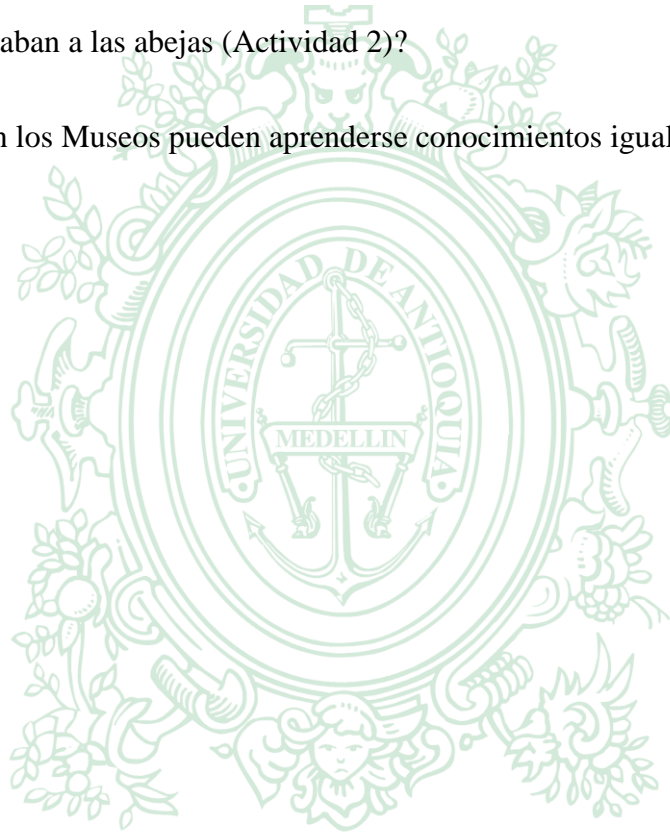 aban a las abejas (Actividad 2)?
n los Museos pueden aprenderse conocimientos igual
UNIVERSIDAD DE ANTIOQUIA
MEDELLIN